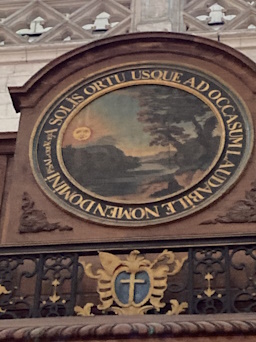 A SOLIS ORTU USQUE AD OCCASUM LAUDABILE NOMEN DOMINI